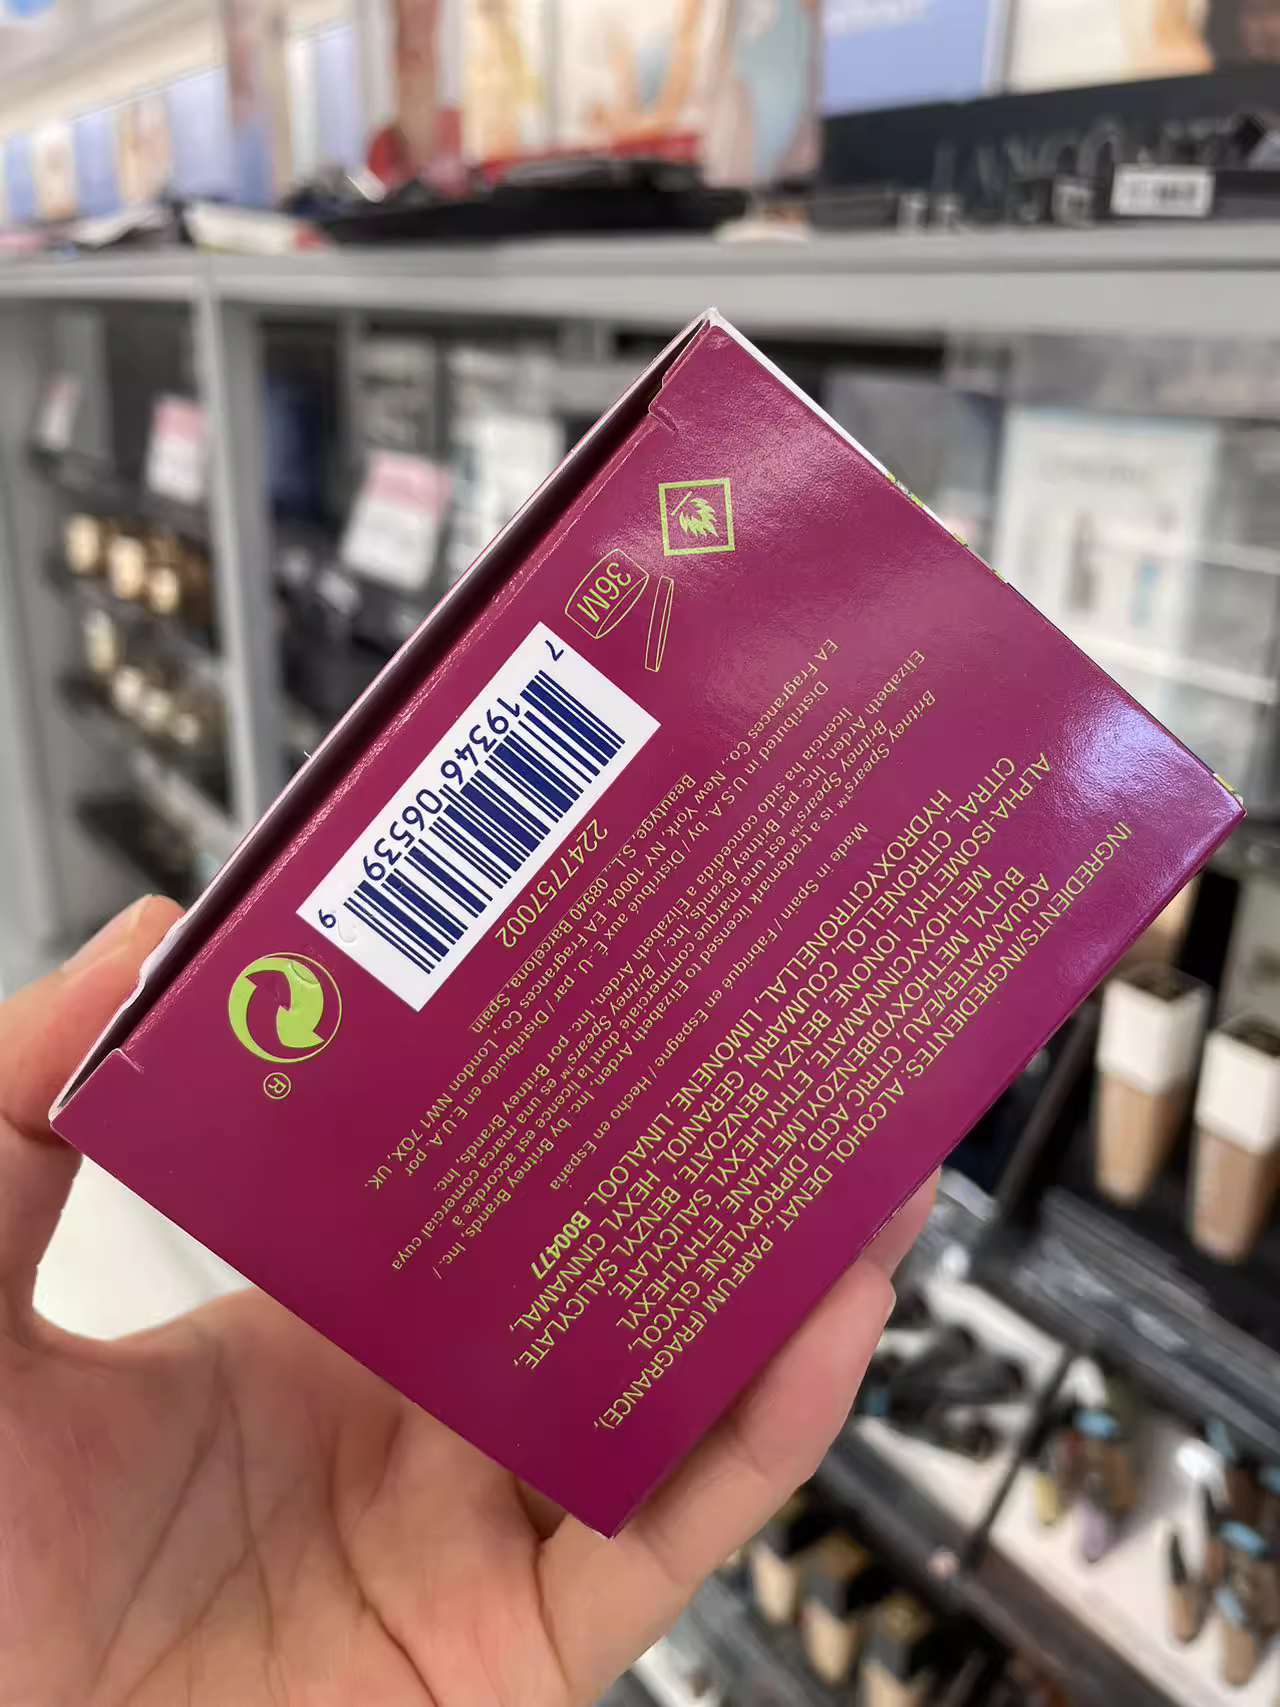 INGREDIENTS/INGREDIENTES: ALCOHOL DENAT., PARFUM (FRAGRANCE),
AQUA/WATER/EAU, CITRIC ACID, DIPROPYLENE GLYCOL,
BUTYL METHOXYDIBENZOYLMETHANE, ETHYLHEXYL
METHOXYCINNAMATE, ETHYLHEXYL SALICYLATE,
ALPHA-ISOMETHYL IONONE, BENZYL BENZOATE, BENZYL SALICYLATE,
CITRAL, CITRONELLOL, COUMARIN, GERANIOL, HEXYL CINNAMAL,
HYDROXYCITRONELLAL, LIMONENE, LINALOOL. B00477
Made in Spain / Fabriqué en Espagne / Hecho en España
Britney Spears™ is a trademark licensed to Elizabeth Arden, Inc. by Britney Brands, Inc. /
Britney Spears™ est une marque commerciale dont la licence est accordée à
Elizabeth Arden, Inc. par Britney Brands, Inc. / Britney Spears™ es una marca comercial cuya
licencia ha sido concedida a Elizabeth Arden, Inc. por Britney Brands, Inc.
Distributed in U.S.A. by / Distribué aux É.-U. par / Distribuido en E.U.A. por
EA Fragrances Co., New York, NY 10004. EA Fragrances Co., London NW1 7QX, UK.
Beautyge, S.L., 08940 Barcelona, Spain
2247757002
36M
7 19346 06539 9
®